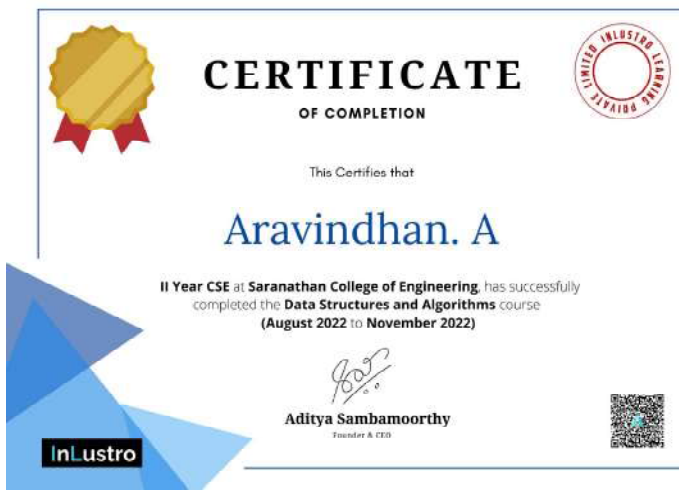 CERTIFICATE
INLUSTRO LEARNING PRIVATE LIMITED
OF COMPLETION
This Certifies that
Aravindhan. A
II Year CSE at Saranathan College of Engineering, has successfully
completed the Data Structures and Algorithms course
(August 2022 to November 2022)
Aditya Sambamoorthy
Founder & CEO
InLustro